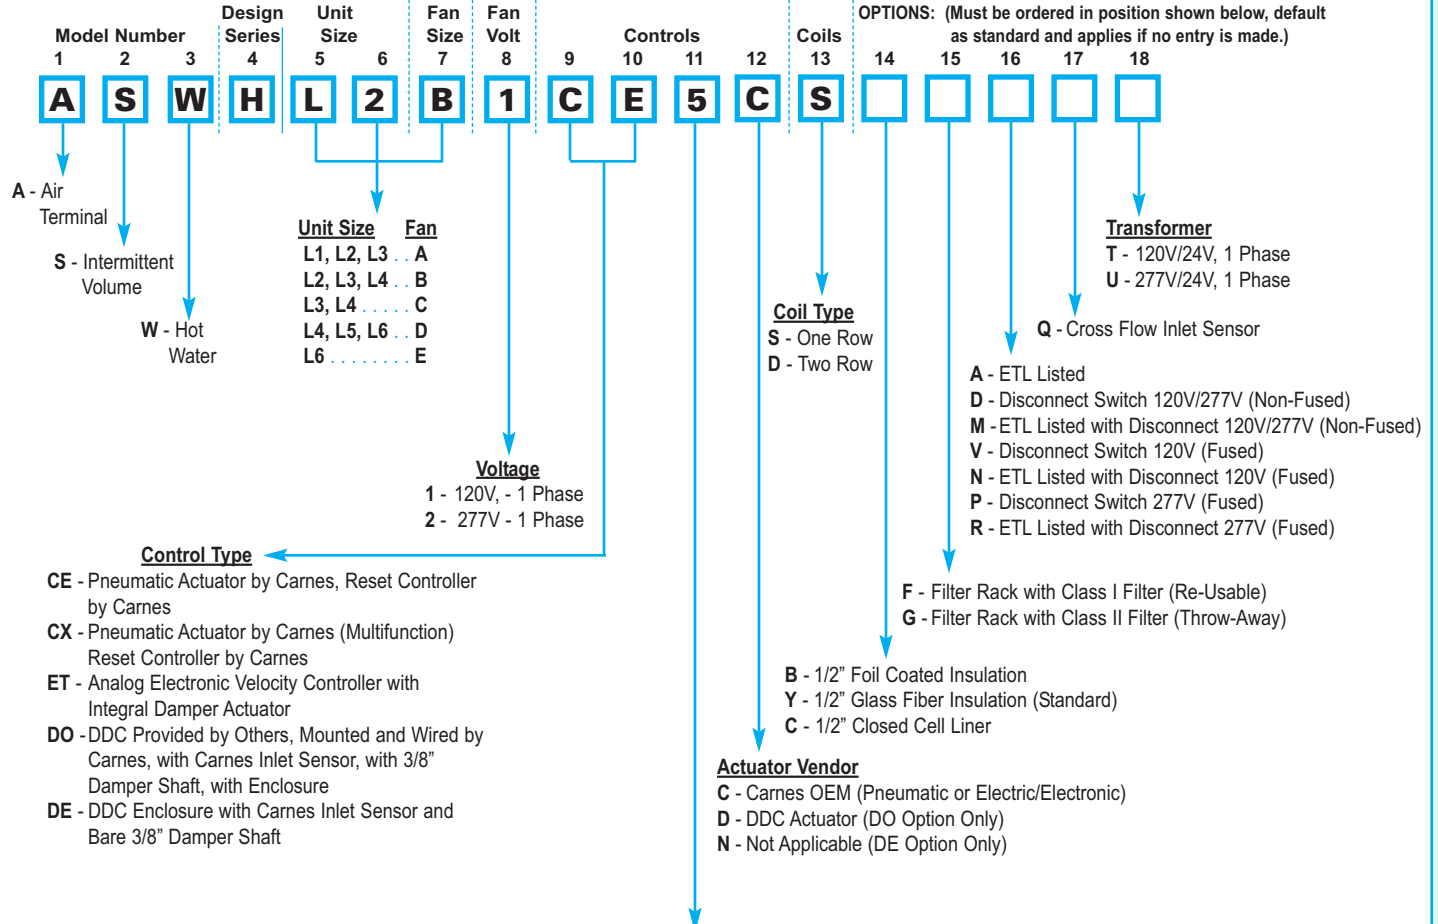 Design Unit Fan Fan OPTIONS: (Must be ordered in position shown below, default
Model Number Series Size Size Volt Controls Coils as standard and applies if no entry is made.)
1 2 3 4 5 6 7 8 9 10 11 12 13 14 15 16 17 18
A S W H L 2 B 1 C E 5 C S
A - Air
Terminal
S - Intermittent
Volume
W - Hot
Water
Unit Size Fan
L1, L2, L3 . . A
L2, L3, L4 . . B
L3, L4 . . . . . C
L4, L5, L6 . . D
L6 . . . . . . . . E
Voltage
1 - 120V, - 1 Phase
2 - 277V - 1 Phase
Control Type
CE - Pneumatic Actuator by Carnes, Reset Controller
by Carnes
CX - Pneumatic Actuator by Carnes (Multifunction)
Reset Controller by Carnes
ET - Analog Electronic Velocity Controller with
Integral Damper Actuator
DO - DDC Provided by Others, Mounted and Wired by
Carnes, with Carnes Inlet Sensor, with 3/8”
Damper Shaft, with Enclosure
DE - DDC Enclosure with Carnes Inlet Sensor and
Bare 3/8” Damper Shaft
Transformer
T - 120V/24V, 1 Phase
U - 277V/24V, 1 Phase
Q - Cross Flow Inlet Sensor
Coil Type
S - One Row
D - Two Row
A - ETL Listed
D - Disconnect Switch 120V/277V (Non-Fused)
M - ETL Listed with Disconnect 120V/277V (Non-Fused)
V - Disconnect Switch 120V (Fused)
N - ETL Listed with Disconnect 120V (Fused)
P - Disconnect Switch 277V (Fused)
R - ETL Listed with Disconnect 277V (Fused)
F - Filter Rack with Class I Filter (Re-Usable)
G - Filter Rack with Class II Filter (Throw-Away)
B - 1/2” Foil Coated Insulation
Y - 1/2” Glass Fiber Insulation (Standard)
C - 1/2” Closed Cell Liner
Actuator Vendor
C - Carnes OEM (Pneumatic or Electric/Electronic)
D - DDC Actuator (DO Option Only)
N - Not Applicable (DE Option Only)